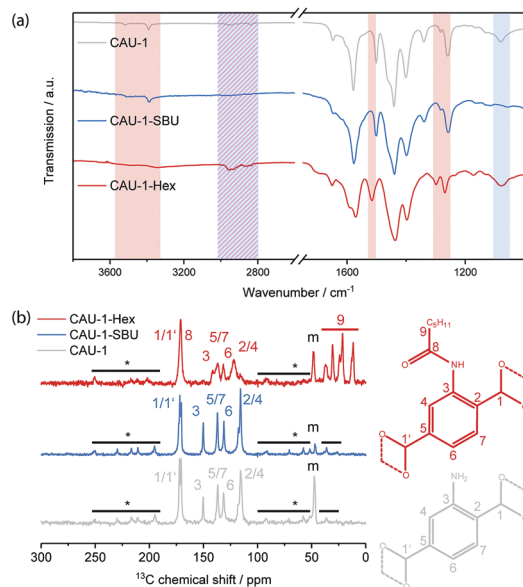 (a)
Transmission / a.u.
CAU-1
CAU-1-SBU
CAU-1-Hex
3600
3200
2800
1600
1200
Wavenumber / cm⁻¹
(b)
CAU-1-Hex
CAU-1-SBU
CAU-1
1/1‘ 8
3
5/7
6
2/4
m
9
*
*
1/1‘
3
5/7
6
2/4
m
*
*
1/1‘
3
5/7
6
2/4
m
*
*
300
250
200
150
100
50
0
¹³C chemical shift / ppm
C₅H₁₁
9
8
O
NH
3
4
2
1
O
O
5
6
7
1‘
O
O
NH₂
3
4
2
1
O
O
5
6
7
1‘
O
O